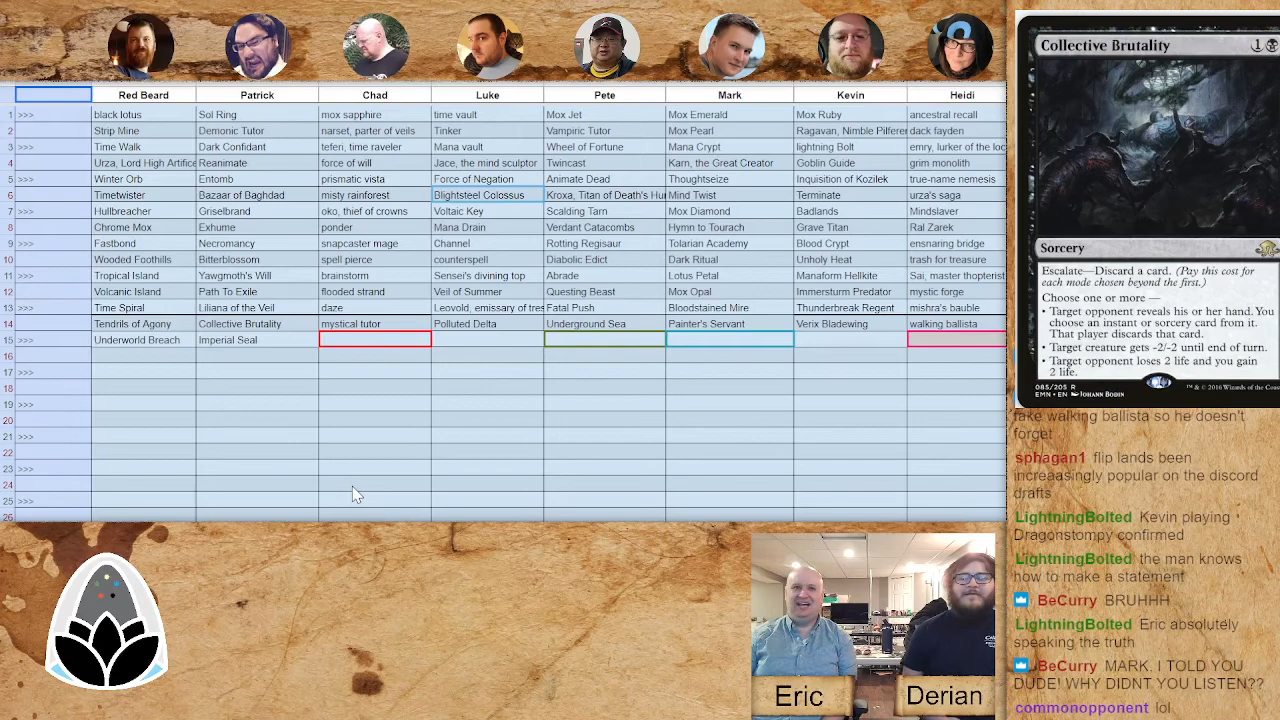 Red Beard Patrick Chad Luke Pete Mark Kevin Heidi
1 >>> black lotus Sol Ring mox sapphire time vault Mox Jet Mox Emerald Mox Ruby ancestral recall
2 Strip Mine Demonic Tutor narset, parter of veils Tinker Vampiric Tutor Mox Pearl Ragavan, Nimble Pilferer dack fayden
3 >>> Time Walk Dark Confidant teferi, time raveler Mana vault Wheel of Fortune Mana Crypt lightning Bolt emry, lurker of the loc
4 Urza, Lord High Artifice Reanimate force of will Jace, the mind sculptor Twincast Karn, the Great Creator Goblin Guide grim monolith
5 >>> Winter Orb Entomb prismatic vista Force of Negation Animate Dead Thoughtseize Inquisition of Kozilek true-name nemesis
6 Timetwister Bazaar of Baghdad misty rainforest Blightsteel Colossus Kroxa, Titan of Death's Hu Mind Twist Terminate urza's saga
7 >>> Hullbreacher Griselbrand oko, thief of crowns Voltaic Key Scalding Tarn Mox Diamond Badlands Mindslaver
8 Chrome Mox Exhume ponder Mana Drain Verdant Catacombs Hymn to Tourach Grave Titan Ral Zarek
9 >>> Fastbond Necromancy snapcaster mage Channel Rotting Regisaur Tolarian Academy Blood Crypt ensnaring bridge
10 Wooded Foothills Bitterblossom spell pierce counterspell Diabolic Edict Dark Ritual Unholy Heat trash for treasure
11 >>> Tropical Island Yawgmoth's Will brainstorm Sensei's divining top Abrade Lotus Petal Manaform Hellkite Sai, master thopterist
12 Volcanic Island Path To Exile flooded strand Veil of Summer Questing Beast Mox Opal Immersturm Predator mystic forge
13 >>> Time Spiral Liliana of the Veil daze Leovold, emissary of tres Fatal Push Bloodstained Mire Thunderbreak Regent mishra's bauble
14 Tendrils of Agony Collective Brutality mystical tutor Polluted Delta Underground Sea Painter's Servant Verix Bladewing walking ballista
15 >>> Underworld Breach Imperial Seal
16
17 >>>
18
19 >>>
20
21 >>>
22
23 >>>
24
25 >>>
26
Collective Brutality 1
Sorcery
Escalate—Discard a card. (Pay this cost for
each mode chosen beyond the first.)
Choose one or more —
• Target opponent reveals his or her hand. You
choose an instant or sorcery card from it.
That player discards that card.
• Target creature gets -2/-2 until end of turn.
• Target opponent loses 2 life and you gain
2 life.
085/205 R
EMN • EN Johann Bodin ™ & © 2016 Wizards of the Coas
take walking ballista so he doesn't
forget
sphagan1 flip lands been
increaasingly popular on the discord
drafts
LightningBolted Kevin playing
Dragonstompy confirmed
LightningBolted the man knows
how to make a statement
BeCurry BRUHHH
LightningBolted Eric absolutely
speaking the truth
BeCurry MARK. I TOLD YOU
DUDE! WHY DIDNT YOU LISTEN??
commonopponent lol
Eric
Derian